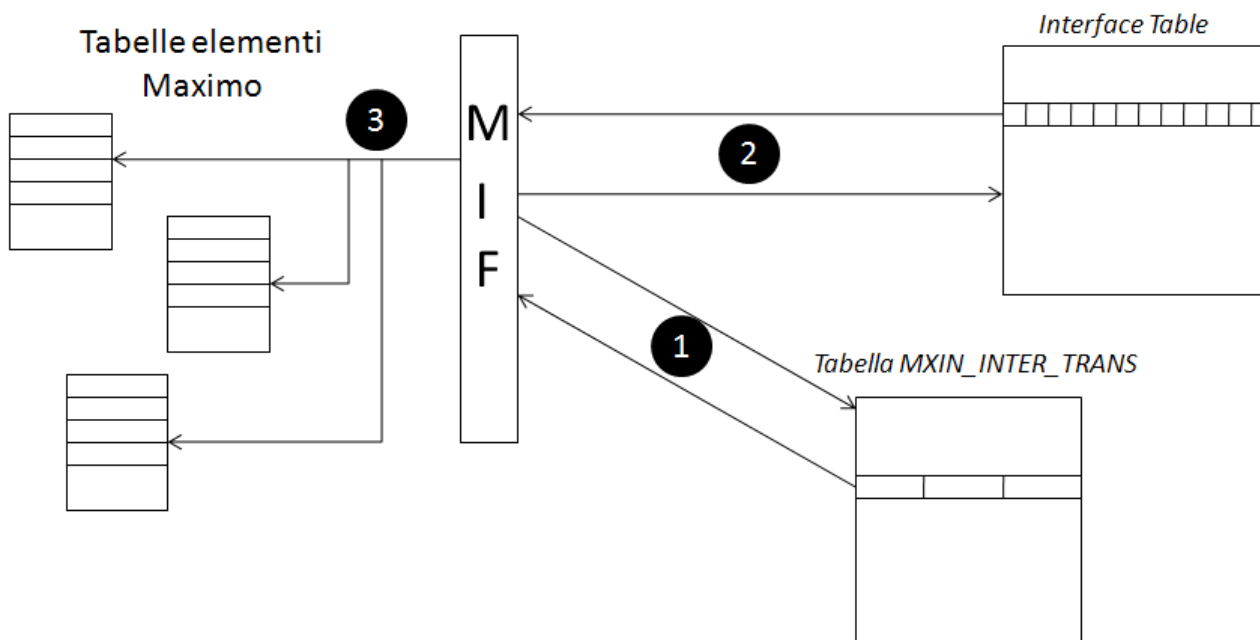 Interface Table
Tabelle elementi
Maximo
3
M
I
F
2
1
Tabella MXIN_INTER_TRANS